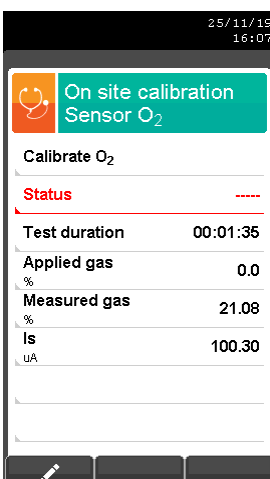 25/11/19
16:07
On site calibration
Sensor O₂
Calibrate O₂
Status -----
Test duration 00:01:35
Applied gas 0.0
%
Measured gas 21.08
%
Is 100.30
uA